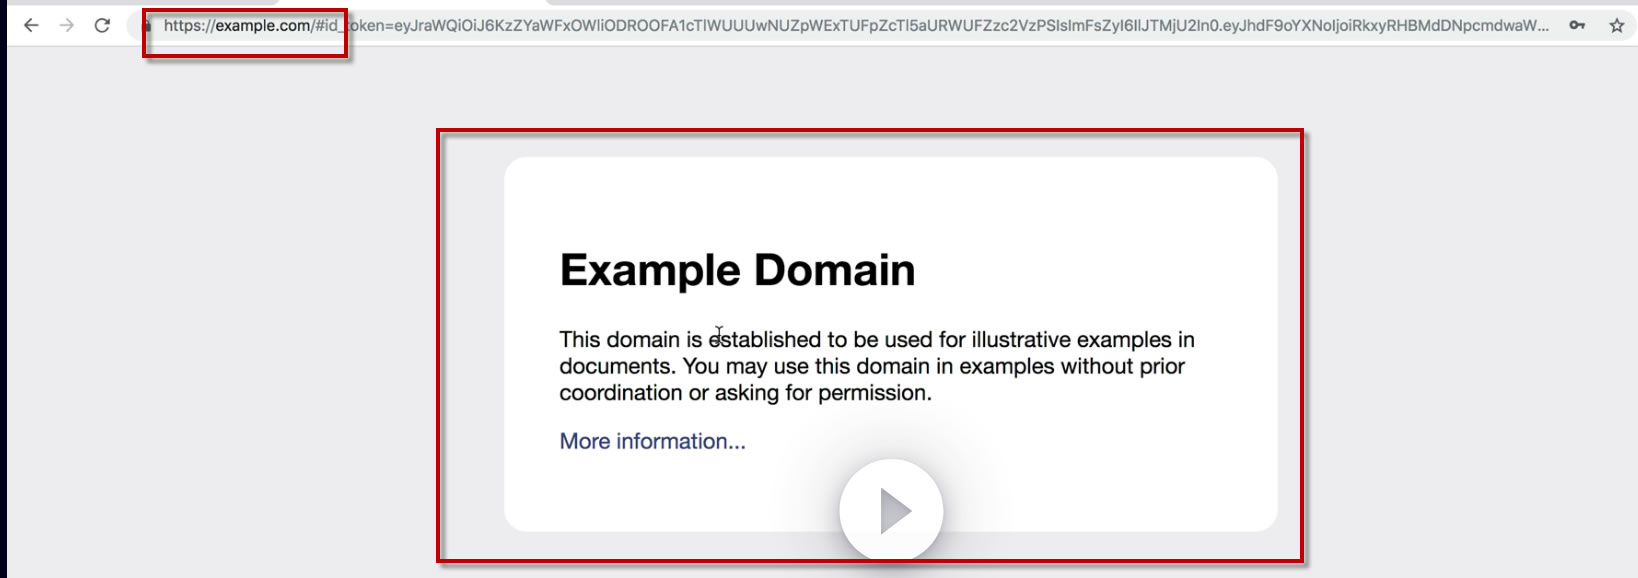 https://example.com/#id_token=eyJraWQiOiJ6KzZYaWFxOWliODROOFA1cTlWUUUwNUZpWExTUFpZcTl5aURWUFZzc2VzPSIsImFsZyI6IlJTMjU2In0.eyJhdF9oYXNoIjoiRkxyRHBMdDNpcmdwaW...
Example Domain
This domain is established to be used for illustrative examples in
documents. You may use this domain in examples without prior
coordination or asking for permission.
More information...